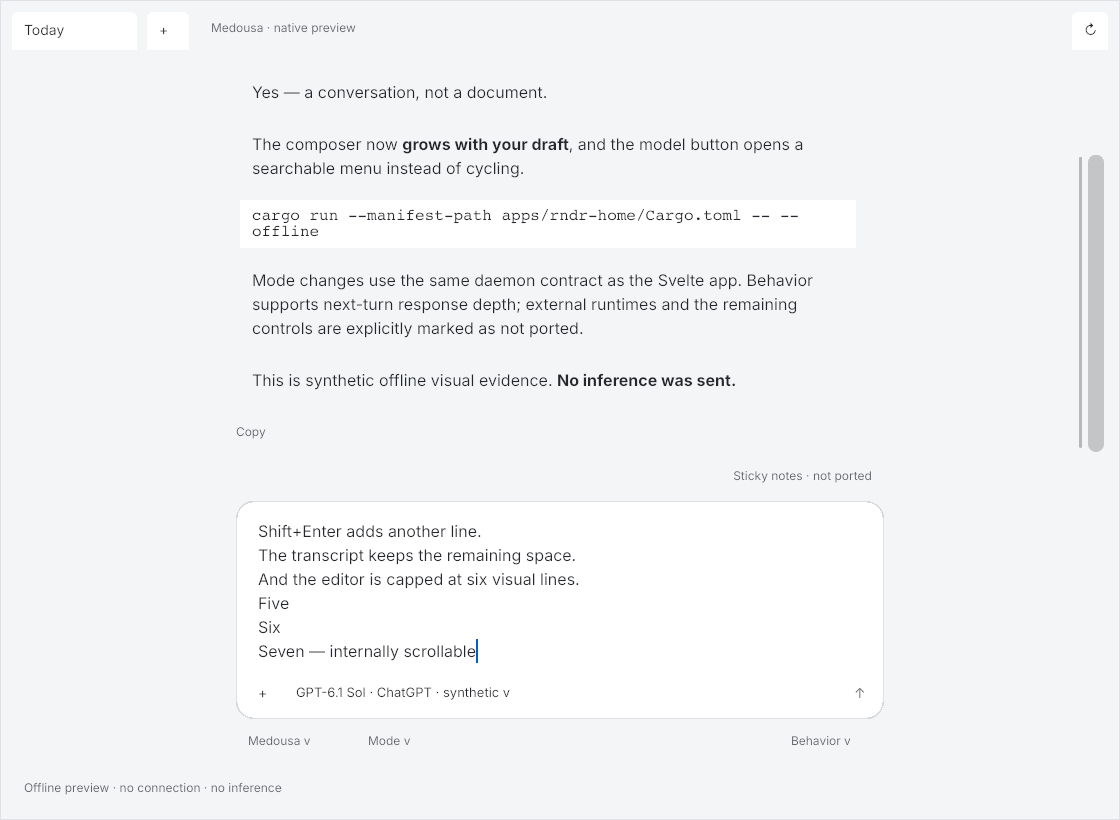 Today
+
Medousa · native preview
Yes — a conversation, not a document.
The composer now grows with your draft, and the model button opens a
searchable menu instead of cycling.
cargo run --manifest-path apps/rndr-home/Cargo.toml -- --
offline
Mode changes use the same daemon contract as the Svelte app. Behavior
supports next-turn response depth; external runtimes and the remaining
controls are explicitly marked as not ported.
This is synthetic offline visual evidence. No inference was sent.
Copy
Sticky notes · not ported
Shift+Enter adds another line.
The transcript keeps the remaining space.
And the editor is capped at six visual lines.
Five
Six
Seven — internally scrollable
+ GPT-6.1 Sol · ChatGPT · synthetic v ↑
Medousa v Mode v Behavior v
Offline preview · no connection · no inference